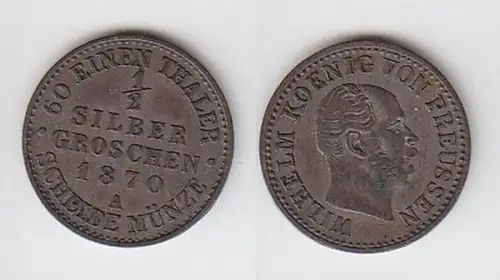 60 EINEN THALER
1/2
SILBER
GROSCHEN
1870
A
SCHEIDE MÜNZE
WILHELM KOENIG VON PREUSSEN